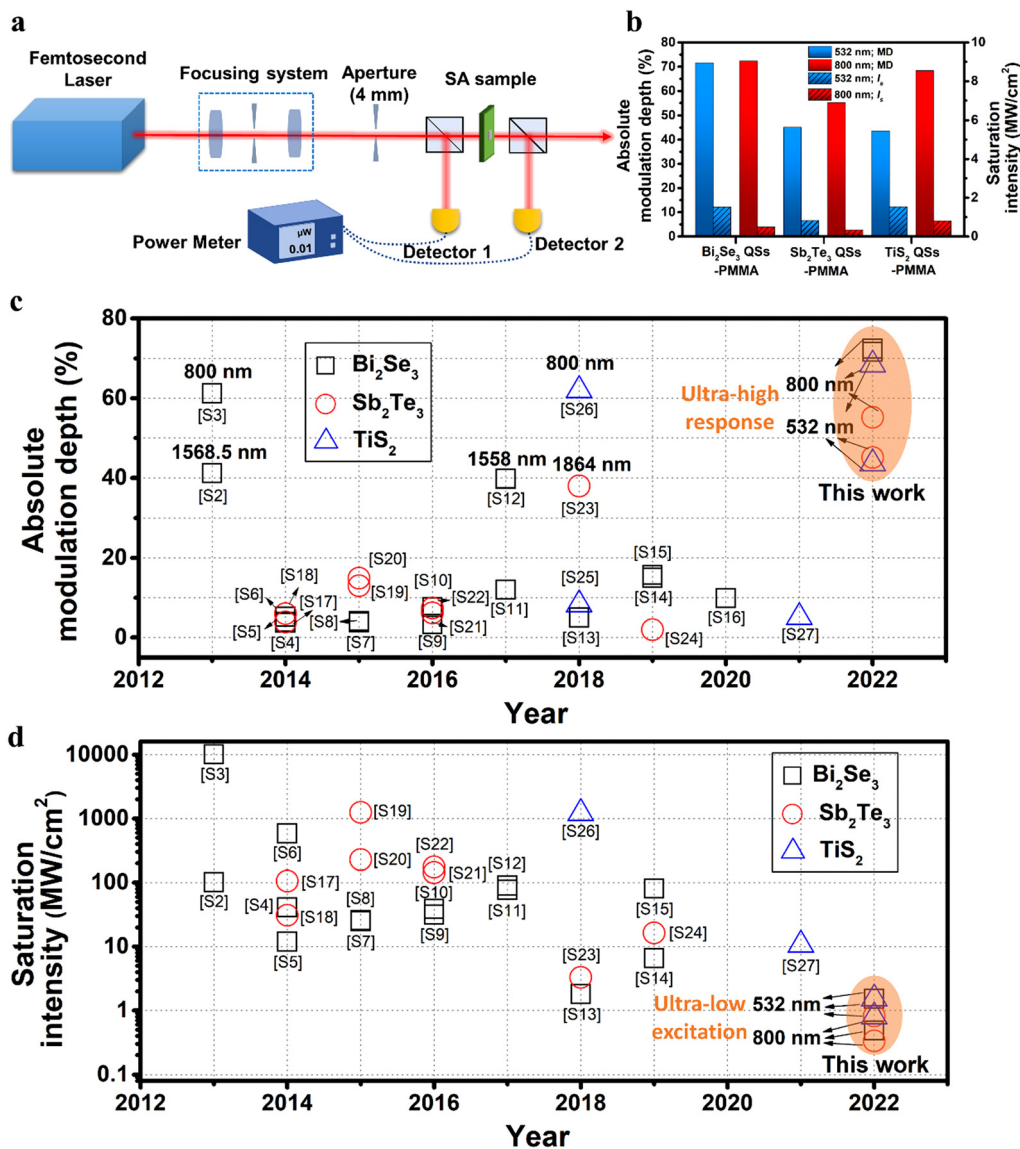 a
Femtosecond
Laser
Focusing system
Aperture
(4 mm)
SA sample
Power Meter
μW
0.01
Detector 1
Detector 2
b
Absolute
modulation depth (%)
80
70
60
50
40
30
20
10
0
532 nm; MD
800 nm; MD
532 nm; Is
800 nm; Is
10
8
6
4
2
0
Saturation
intensity (MW/cm²)
Bi₂Se₃ QSs
-PMMA
Sb₂Te₃ QSs
-PMMA
TiS₂ QSs
-PMMA
c
Absolute
modulation depth (%)
80
60
40
20
0
Bi₂Se₃
Sb₂Te₃
TiS₂
800 nm
[S3]
1568.5 nm
[S2]
[S18]
[S6]
[S17]
[S5]
[S4]
[S20]
[S19]
[S8]
[S7]
[S10]
[S22]
[S21]
[S9]
1558 nm
[S12]
[S11]
800 nm
[S26]
1864 nm
[S23]
[S25]
[S13]
[S15]
[S14]
[S24]
[S16]
[S27]
Ultra-high
response
800 nm
532 nm
This work
2012 2014 2016 2018 2020 2022 2023
Year
d
Saturation
intensity (MW/cm²)
10000
1000
100
10
1
0.1
Bi₂Se₃
Sb₂Te₃
TiS₂
[S3]
[S2]
[S6]
[S17]
[S4]
[S18]
[S5]
[S19]
[S20]
[S8]
[S7]
[S22]
[S21]
[S10]
[S9]
[S12]
[S11]
[S26]
[S23]
[S13]
[S15]
[S24]
[S14]
[S27]
Ultra-low
excitation
532 nm
800 nm
This work
2012 2014 2016 2018 2020 2022 2023
Year